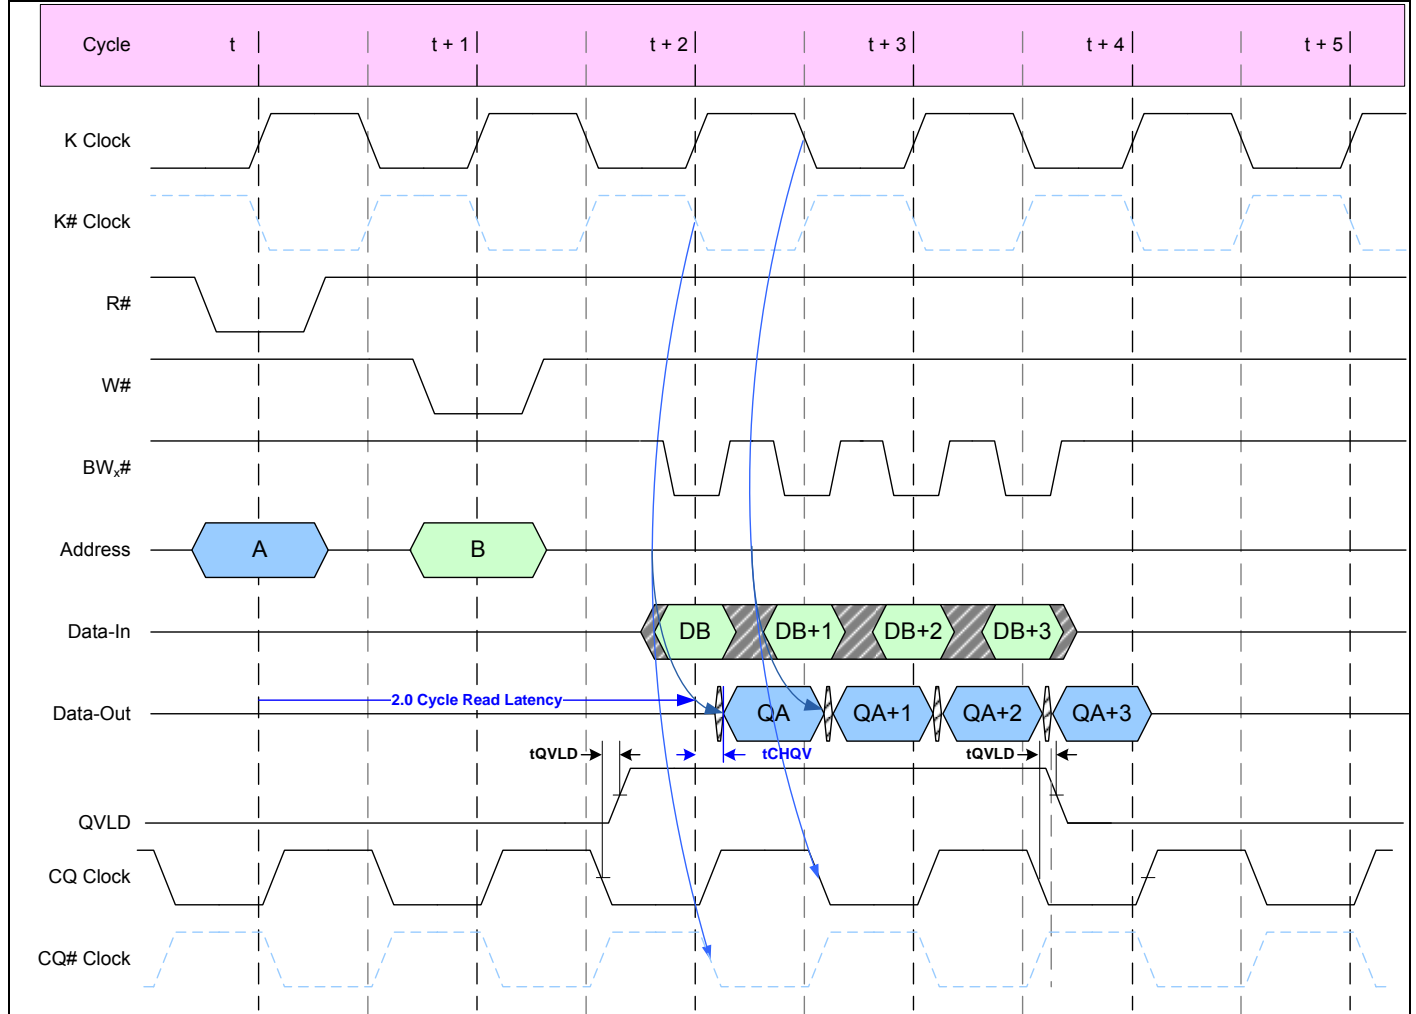 Cycle t t + 1 t + 2 t + 3 t + 4 t + 5
K Clock
K# Clock
R#
W#
BWx#
Address A B
Data-In DB DB+1 DB+2 DB+3
2.0 Cycle Read Latency
Data-Out QA QA+1 QA+2 QA+3
tQVLD tCHQV tQVLD
QVLD
CQ Clock
CQ# Clock